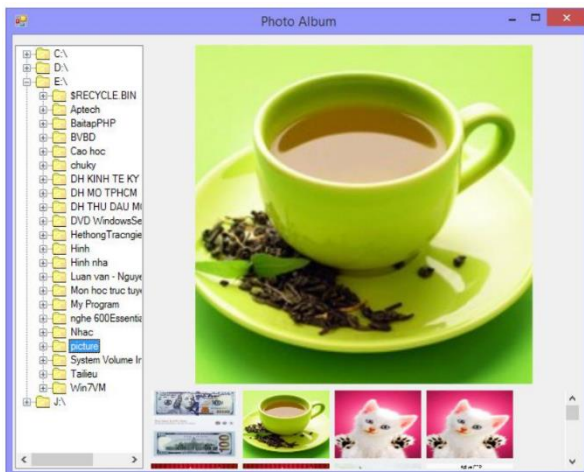 Photo Album
C:\
D:\
E:\
$RECYCLE.BIN
Aptech
BaitapPHP
BVBD
Cao hoc
chuky
DH KINH TE KY
DH MO TPHCM
DH THU DAU M
DVD WindowsSe
HethongTracngie
Hinh
Hinh nha
Luan van - Nguye
Mon hoc truc tuye
My Program
nghe 600Essentia
Nhac
picture
System Volume Ir
Tailieu
Win7VM
J:\
100